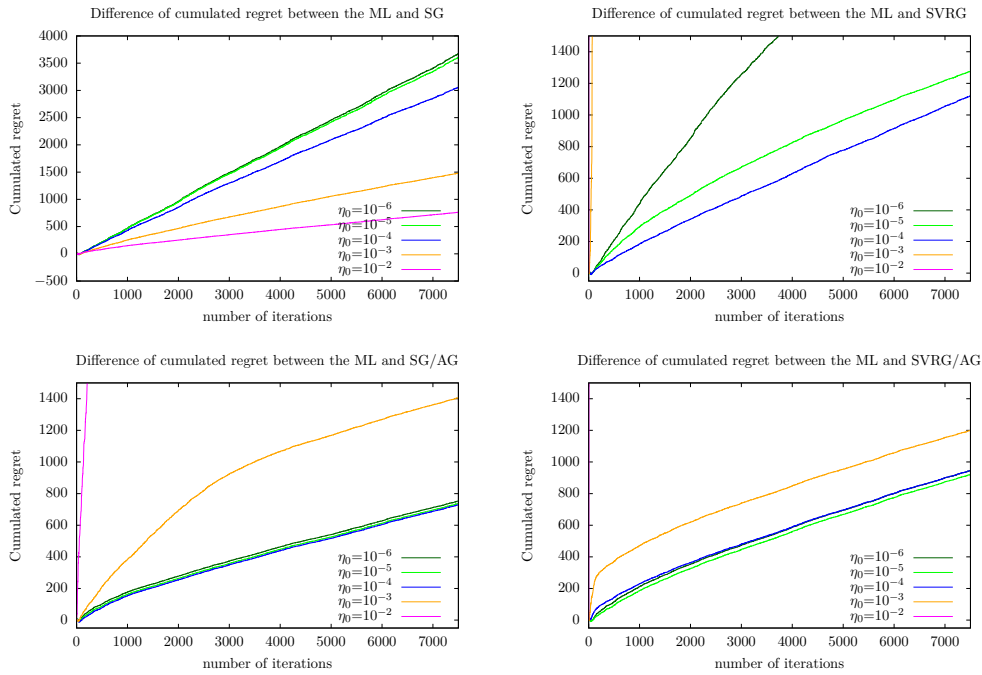 Difference of cumulated regret between the ML and SG
4000
3500
3000
2500
2000
1500
1000
500
0
−500
0 1000 2000 3000 4000 5000 6000 7000
Cumulated regret
number of iterations
η₀=10⁻⁶
η₀=10⁻⁵
η₀=10⁻⁴
η₀=10⁻³
η₀=10⁻²
Difference of cumulated regret between the ML and SVRG
1400
1200
1000
800
600
400
200
0
0 1000 2000 3000 4000 5000 6000 7000
Cumulated regret
number of iterations
η₀=10⁻⁶
η₀=10⁻⁵
η₀=10⁻⁴
η₀=10⁻³
η₀=10⁻²
Difference of cumulated regret between the ML and SG/AG
1400
1200
1000
800
600
400
200
0
0 1000 2000 3000 4000 5000 6000 7000
Cumulated regret
number of iterations
η₀=10⁻⁶
η₀=10⁻⁵
η₀=10⁻⁴
η₀=10⁻³
η₀=10⁻²
Difference of cumulated regret between the ML and SVRG/AG
1400
1200
1000
800
600
400
200
0
0 1000 2000 3000 4000 5000 6000 7000
Cumulated regret
number of iterations
η₀=10⁻⁶
η₀=10⁻⁵
η₀=10⁻⁴
η₀=10⁻³
η₀=10⁻²